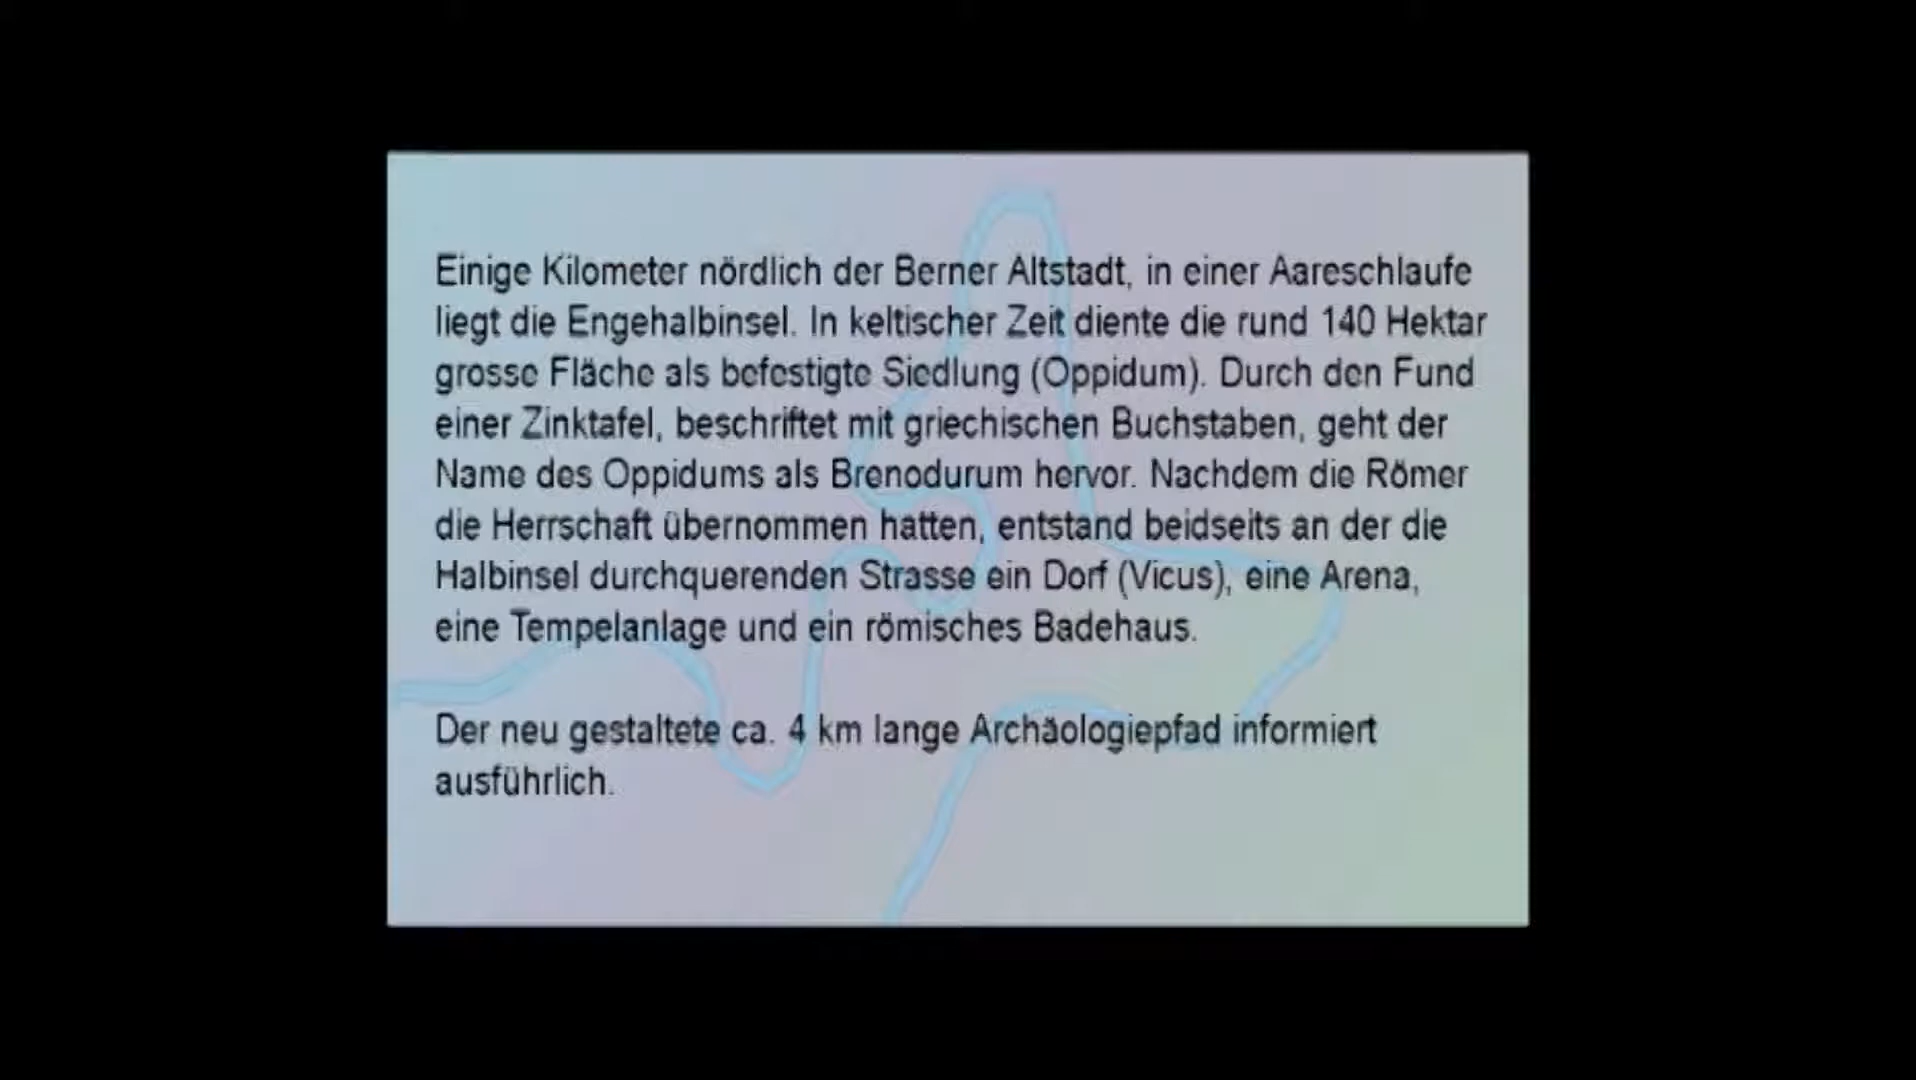 Einige Kilometer nördlich der Berner Altstadt, in einer Aareschlaufe
liegt die Engehalbinsel. In keltischer Zeit diente die rund 140 Hektar
grosse Fläche als befestigte Siedlung (Oppidum). Durch den Fund
einer Zinktafel, beschriftet mit griechischen Buchstaben, geht der
Name des Oppidums als Brenodurum hervor. Nachdem die Römer
die Herrschaft übernommen hatten, entstand beidseits an der die
Halbinsel durchquerenden Strasse ein Dorf (Vicus), eine Arena,
eine Tempelanlage und ein römisches Badehaus.
Der neu gestaltete ca. 4 km lange Archäologiepfad informiert
ausführlich.